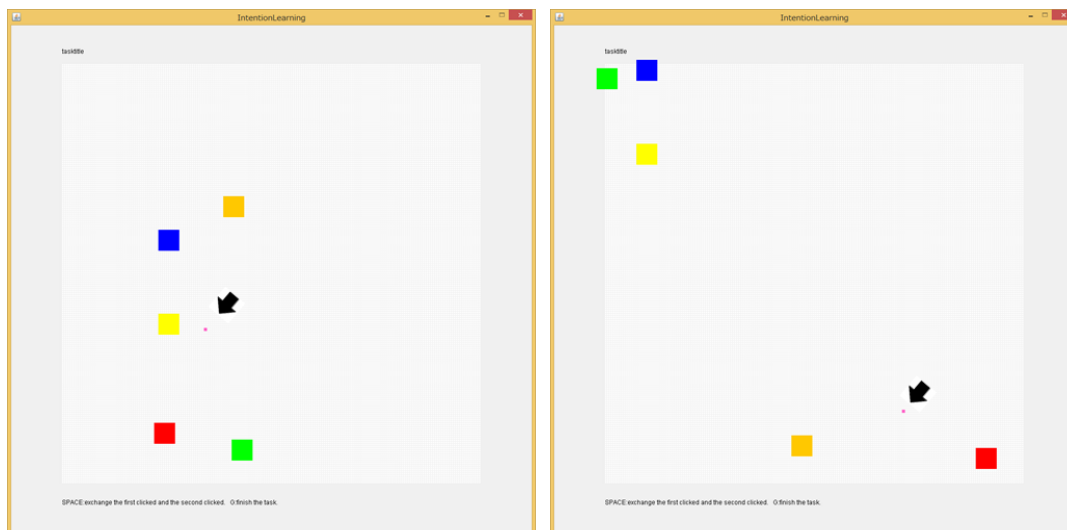 IntentionLearning
tasktitle
SPACE:exchange the first clicked and the second clicked.   G:finish the task.
IntentionLearning
tasktitle
SPACE:exchange the first clicked and the second clicked.   G:finish the task.